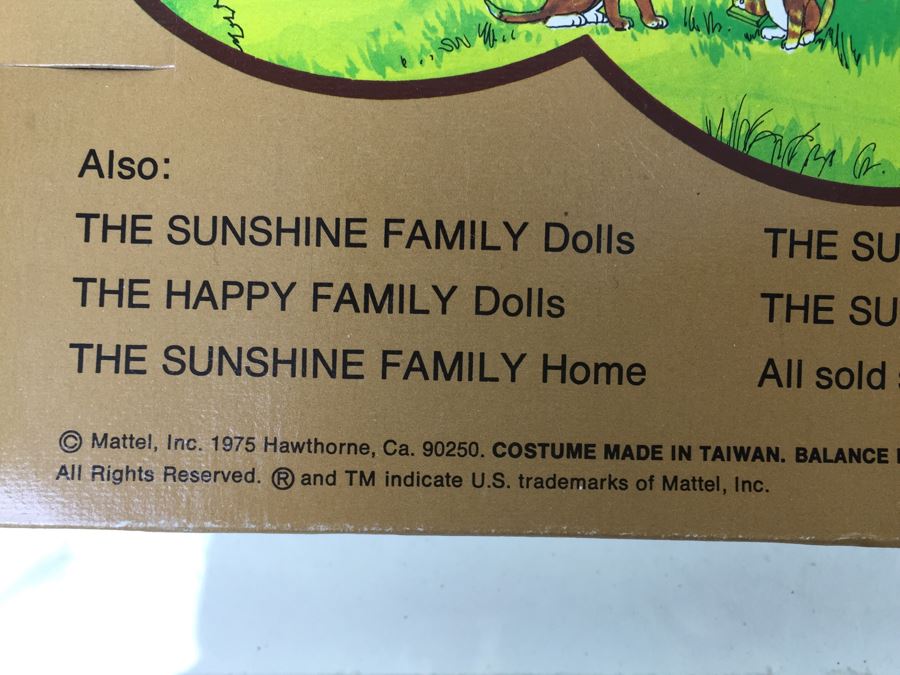 Also:
THE SUNSHINE FAMILY Dolls
THE HAPPY FAMILY Dolls
THE SUNSHINE FAMILY Home
THE
THE
All sold
© Mattel, Inc. 1975 Hawthorne, Ca. 90250. COSTUME MADE IN TAIWAN. BALANCE
All Rights Reserved. ® and TM indicate U.S. trademarks of Mattel, Inc.